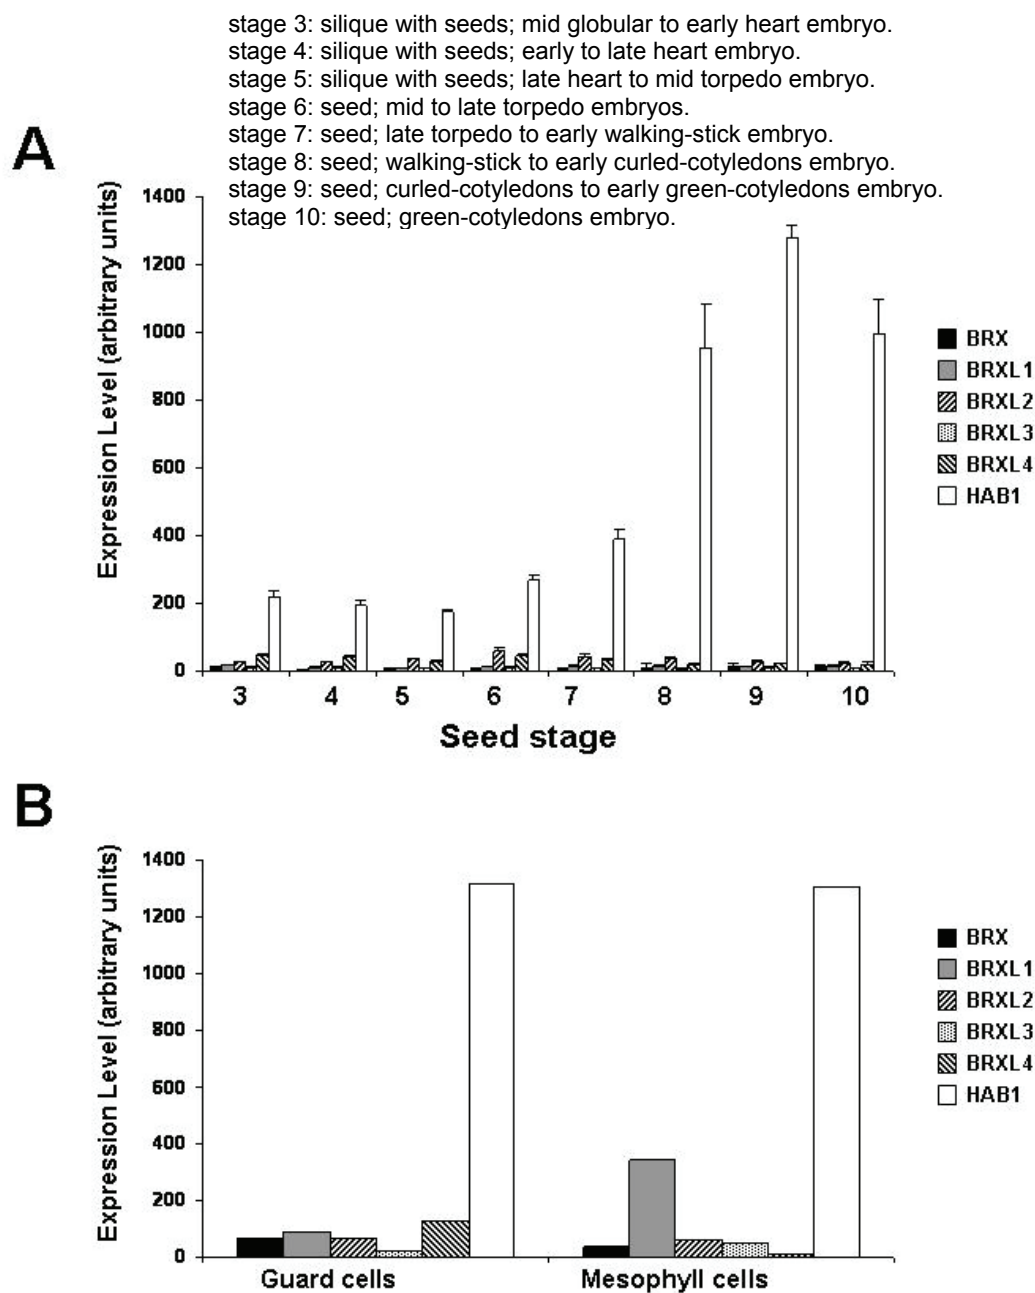 stage 3: silique with seeds; mid globular to early heart embryo.
stage 4: silique with seeds; early to late heart embryo.
stage 5: silique with seeds; late heart to mid torpedo embryo.
stage 6: seed; mid to late torpedo embryos.
stage 7: seed; late torpedo to early walking-stick embryo.
stage 8: seed; walking-stick to early curled-cotyledons embryo.
stage 9: seed; curled-cotyledons to early green-cotyledons embryo.
stage 10: seed; green-cotyledons embryo.
A
Expression Level (arbitrary units)
1400
1200
1000
800
600
400
200
0
3 4 5 6 7 8 9 10
Seed stage
BRX
BRXL1
BRXL2
BRXL3
BRXL4
HAB1
B
Expression Level (arbitrary units)
1400
1200
1000
800
600
400
200
0
Guard cells Mesophyll cells
BRX
BRXL1
BRXL2
BRXL3
BRXL4
HAB1